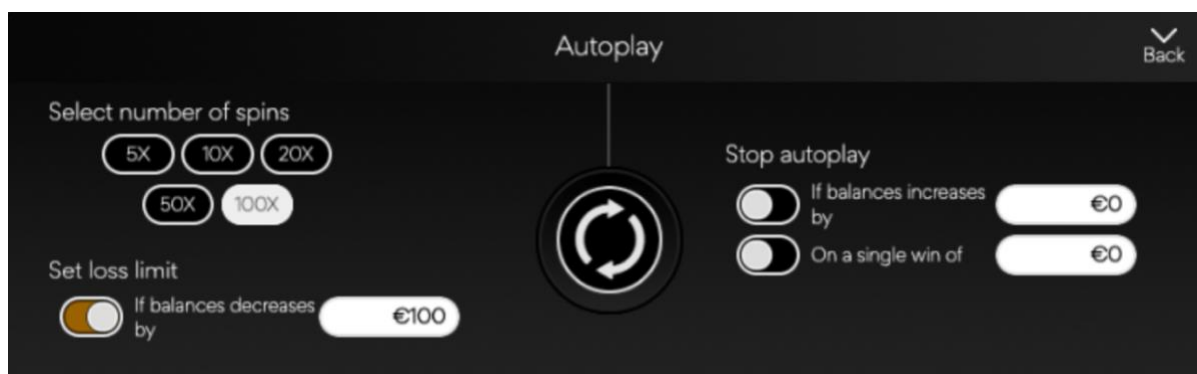 Autoplay
Back
Select number of spins
5X 10X 20X
50X 100X
Set loss limit
If balances decreases
by
€100
Stop autoplay
If balances increases
by
€0
On a single win of
€0